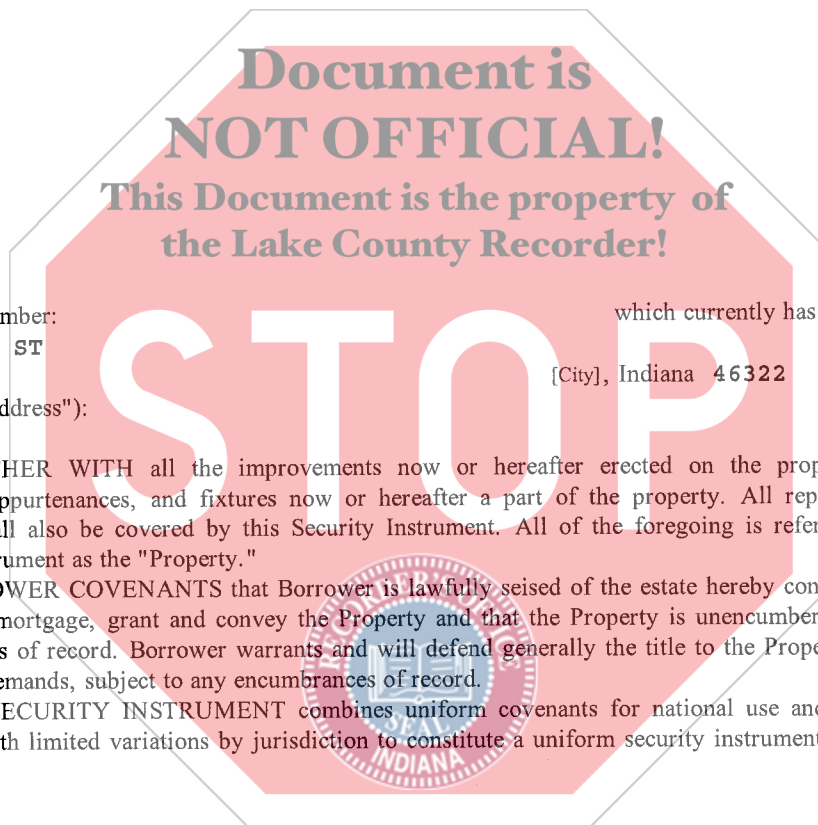 Document is
NOT OFFICIAL!
This Document is the property of
the Lake County Recorder!
mber: which currently has
ST
[City], Indiana 46322
ddress"):
STOP
HER WITH all the improvements now or hereafter erected on the prop
ppurtenances, and fixtures now or hereafter a part of the property. All rep
ll also be covered by this Security Instrument. All of the foregoing is refer
rument as the "Property."
OWER COVENANTS that Borrower is lawfully seised of the estate hereby con
mortgage, grant and convey the Property and that the Property is unencumber
s of record. Borrower warrants and will defend generally the title to the Prope
emands, subject to any encumbrances of record.
ECURITY INSTRUMENT combines uniform covenants for national use and
th limited variations by jurisdiction to constitute a uniform security instrument
RECORDER'S OFFICE
SEAL
INDIANA